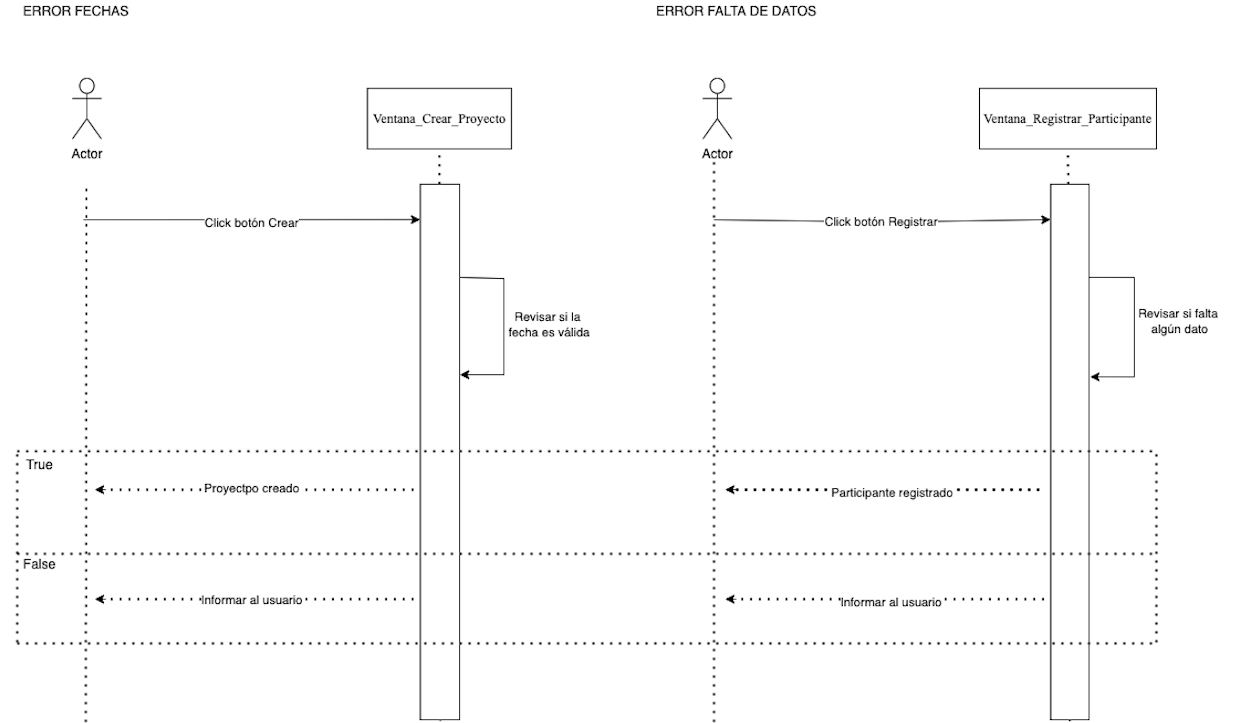 ERROR FECHAS
ERROR FALTA DE DATOS
Ventana_Crear_Proyecto
Ventana_Registrar_Participante
Actor
Actor
Click botón Crear
Click botón Registrar
Revisar si la
fecha es válida
Revisar si falta
algún dato
True
Proyectpo creado
Participante registrado
False
Informar al usuario
Informar al usuario